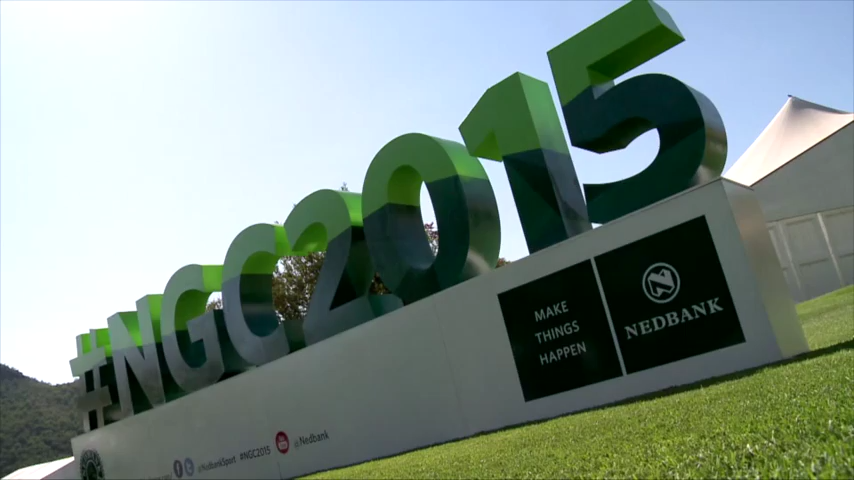 #NGC2015
MAKE
THINGS
HAPPEN
NEDBANK
@NedbankSport #NGC2015
@Nedbank